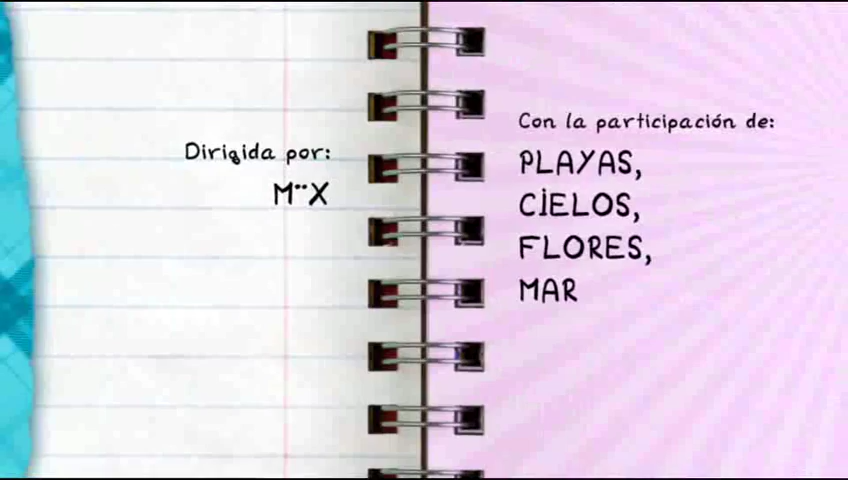 Dirigida por:
M¨X
Con la participación de:
PLAYAS,
CIELOS,
FLORES,
MAR